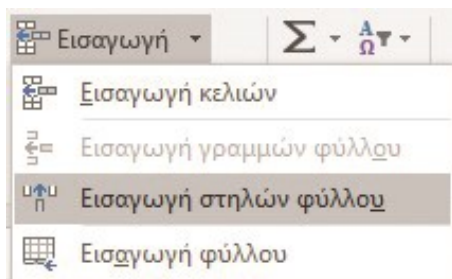 Εισαγωγή Σ Α Ω
Εισαγωγή κελιών
Εισαγωγή γραμμών φύλλου
Εισαγωγή στηλών φύλλου
Εισαγωγή φύλλου